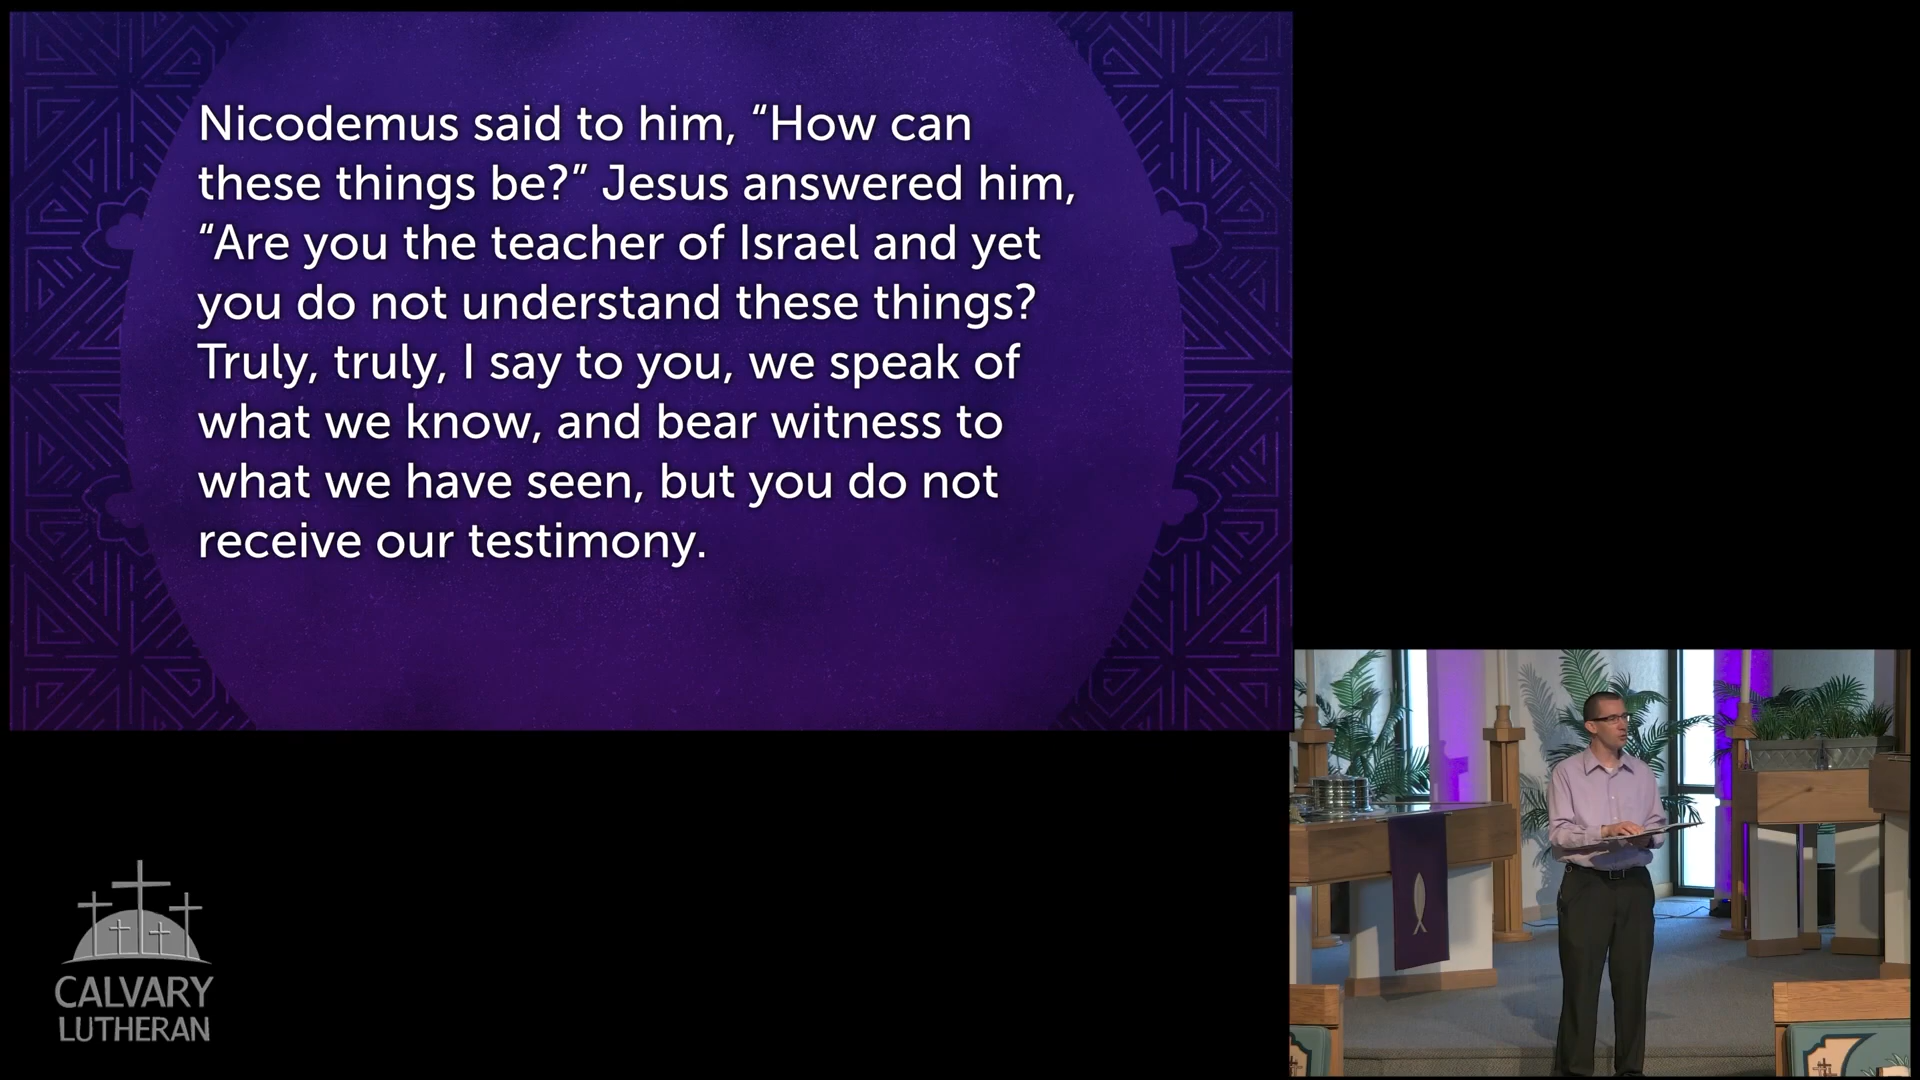 Nicodemus said to him, “How can
these things be?” Jesus answered him,
“Are you the teacher of Israel and yet
you do not understand these things?
Truly, truly, I say to you, we speak of
what we know, and bear witness to
what we have seen, but you do not
receive our testimony.
CALVARY
LUTHERAN